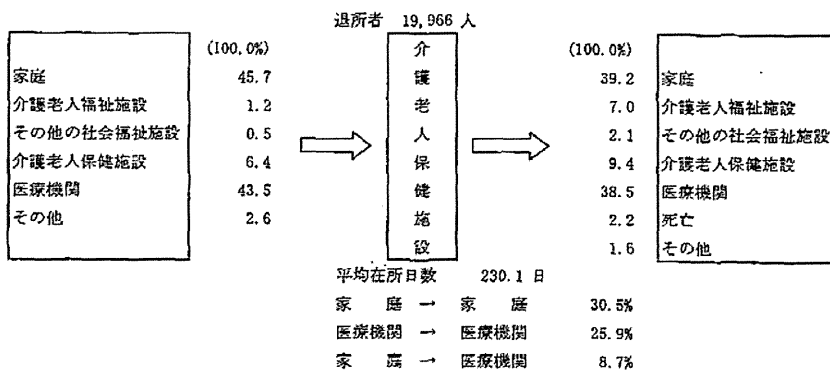 退所者 19,966 人
(100.0%)
家庭 45.7
介護老人福祉施設 1.2
その他の社会福祉施設 0.5
介護老人保健施設 6.4
医療機関 43.5
その他 2.6
介護老人保健施設
(100.0%)
39.2 家庭
7.0 介護老人福祉施設
2.1 その他の社会福祉施設
9.4 介護老人保健施設
38.5 医療機関
2.2 死亡
1.6 その他
平均在所日数 230.1 日
家 庭 → 家 庭 30.5%
医療機関 → 医療機関 25.9%
家 庭 → 医療機関 8.7%